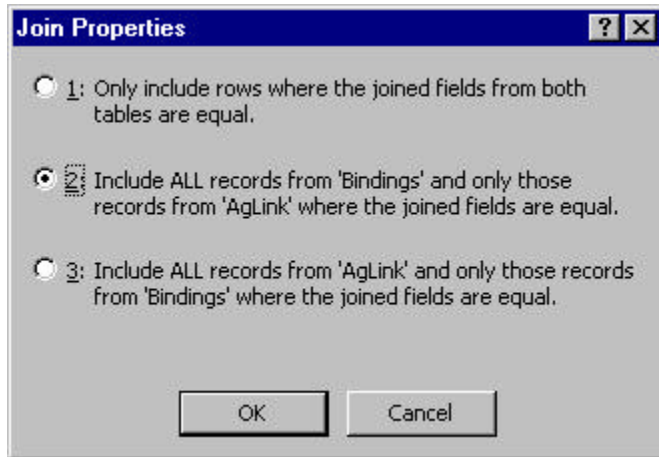 Join Properties
1: Only include rows where the joined fields from both
tables are equal.
2: Include ALL records from 'Bindings' and only those
records from 'AgLink' where the joined fields are equal.
3: Include ALL records from 'AgLink' and only those records
from 'Bindings' where the joined fields are equal.
OK Cancel